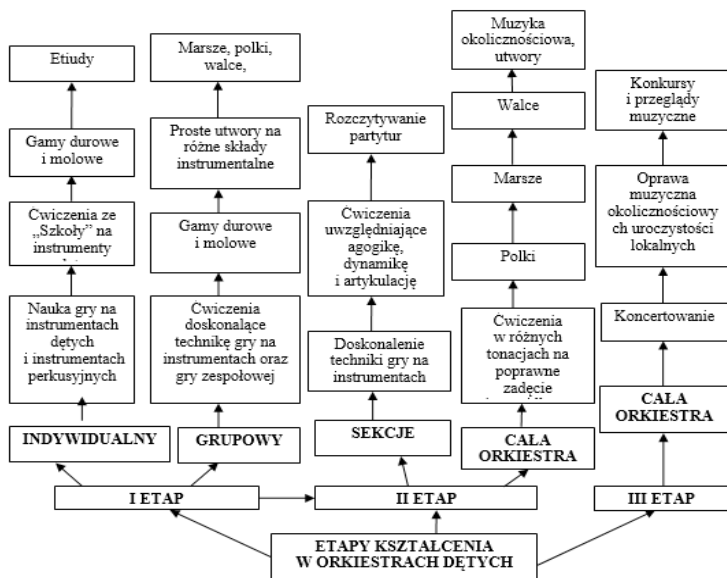 Etiudy
Gamy durowe
i molowe
Ćwiczenia ze
„Szkoły” na
instrumenty
Nauka gry na
instrumentach
dętych
i instrumentach
perkusyjnych
INDYWIDUALNY
Marsze, polki,
walce,
Proste utwory na
różne składy
instrumentalne
Gamy durowe
i molowe
Ćwiczenia
doskonalące
technikę gry na
instrumentach oraz
gry zespołowej
GRUPOWY
Rozczytywanie
partytur
Ćwiczenia
uwzględniające
agogikę,
dynamikę
i artykulację
Doskonalenie
techniki gry na
instrumentach
SEKCJE
Muzyka
okolicznościowa,
utwory
Walce
Marsze
Polki
Ćwiczenia
w różnych
tonacjach na
poprawne
zadęcie
CAŁA
ORKIESTRA
Konkursy
i przeglądy
muzyczne
Oprawa
muzyczna
okolicznościowy
ch uroczystości
lokalnych
Koncertowanie
CAŁA
ORKIESTRA
I ETAP
II ETAP
III ETAP
ETAPY KSZTAŁCENIA
W ORKIESTRACH DĘTYCH